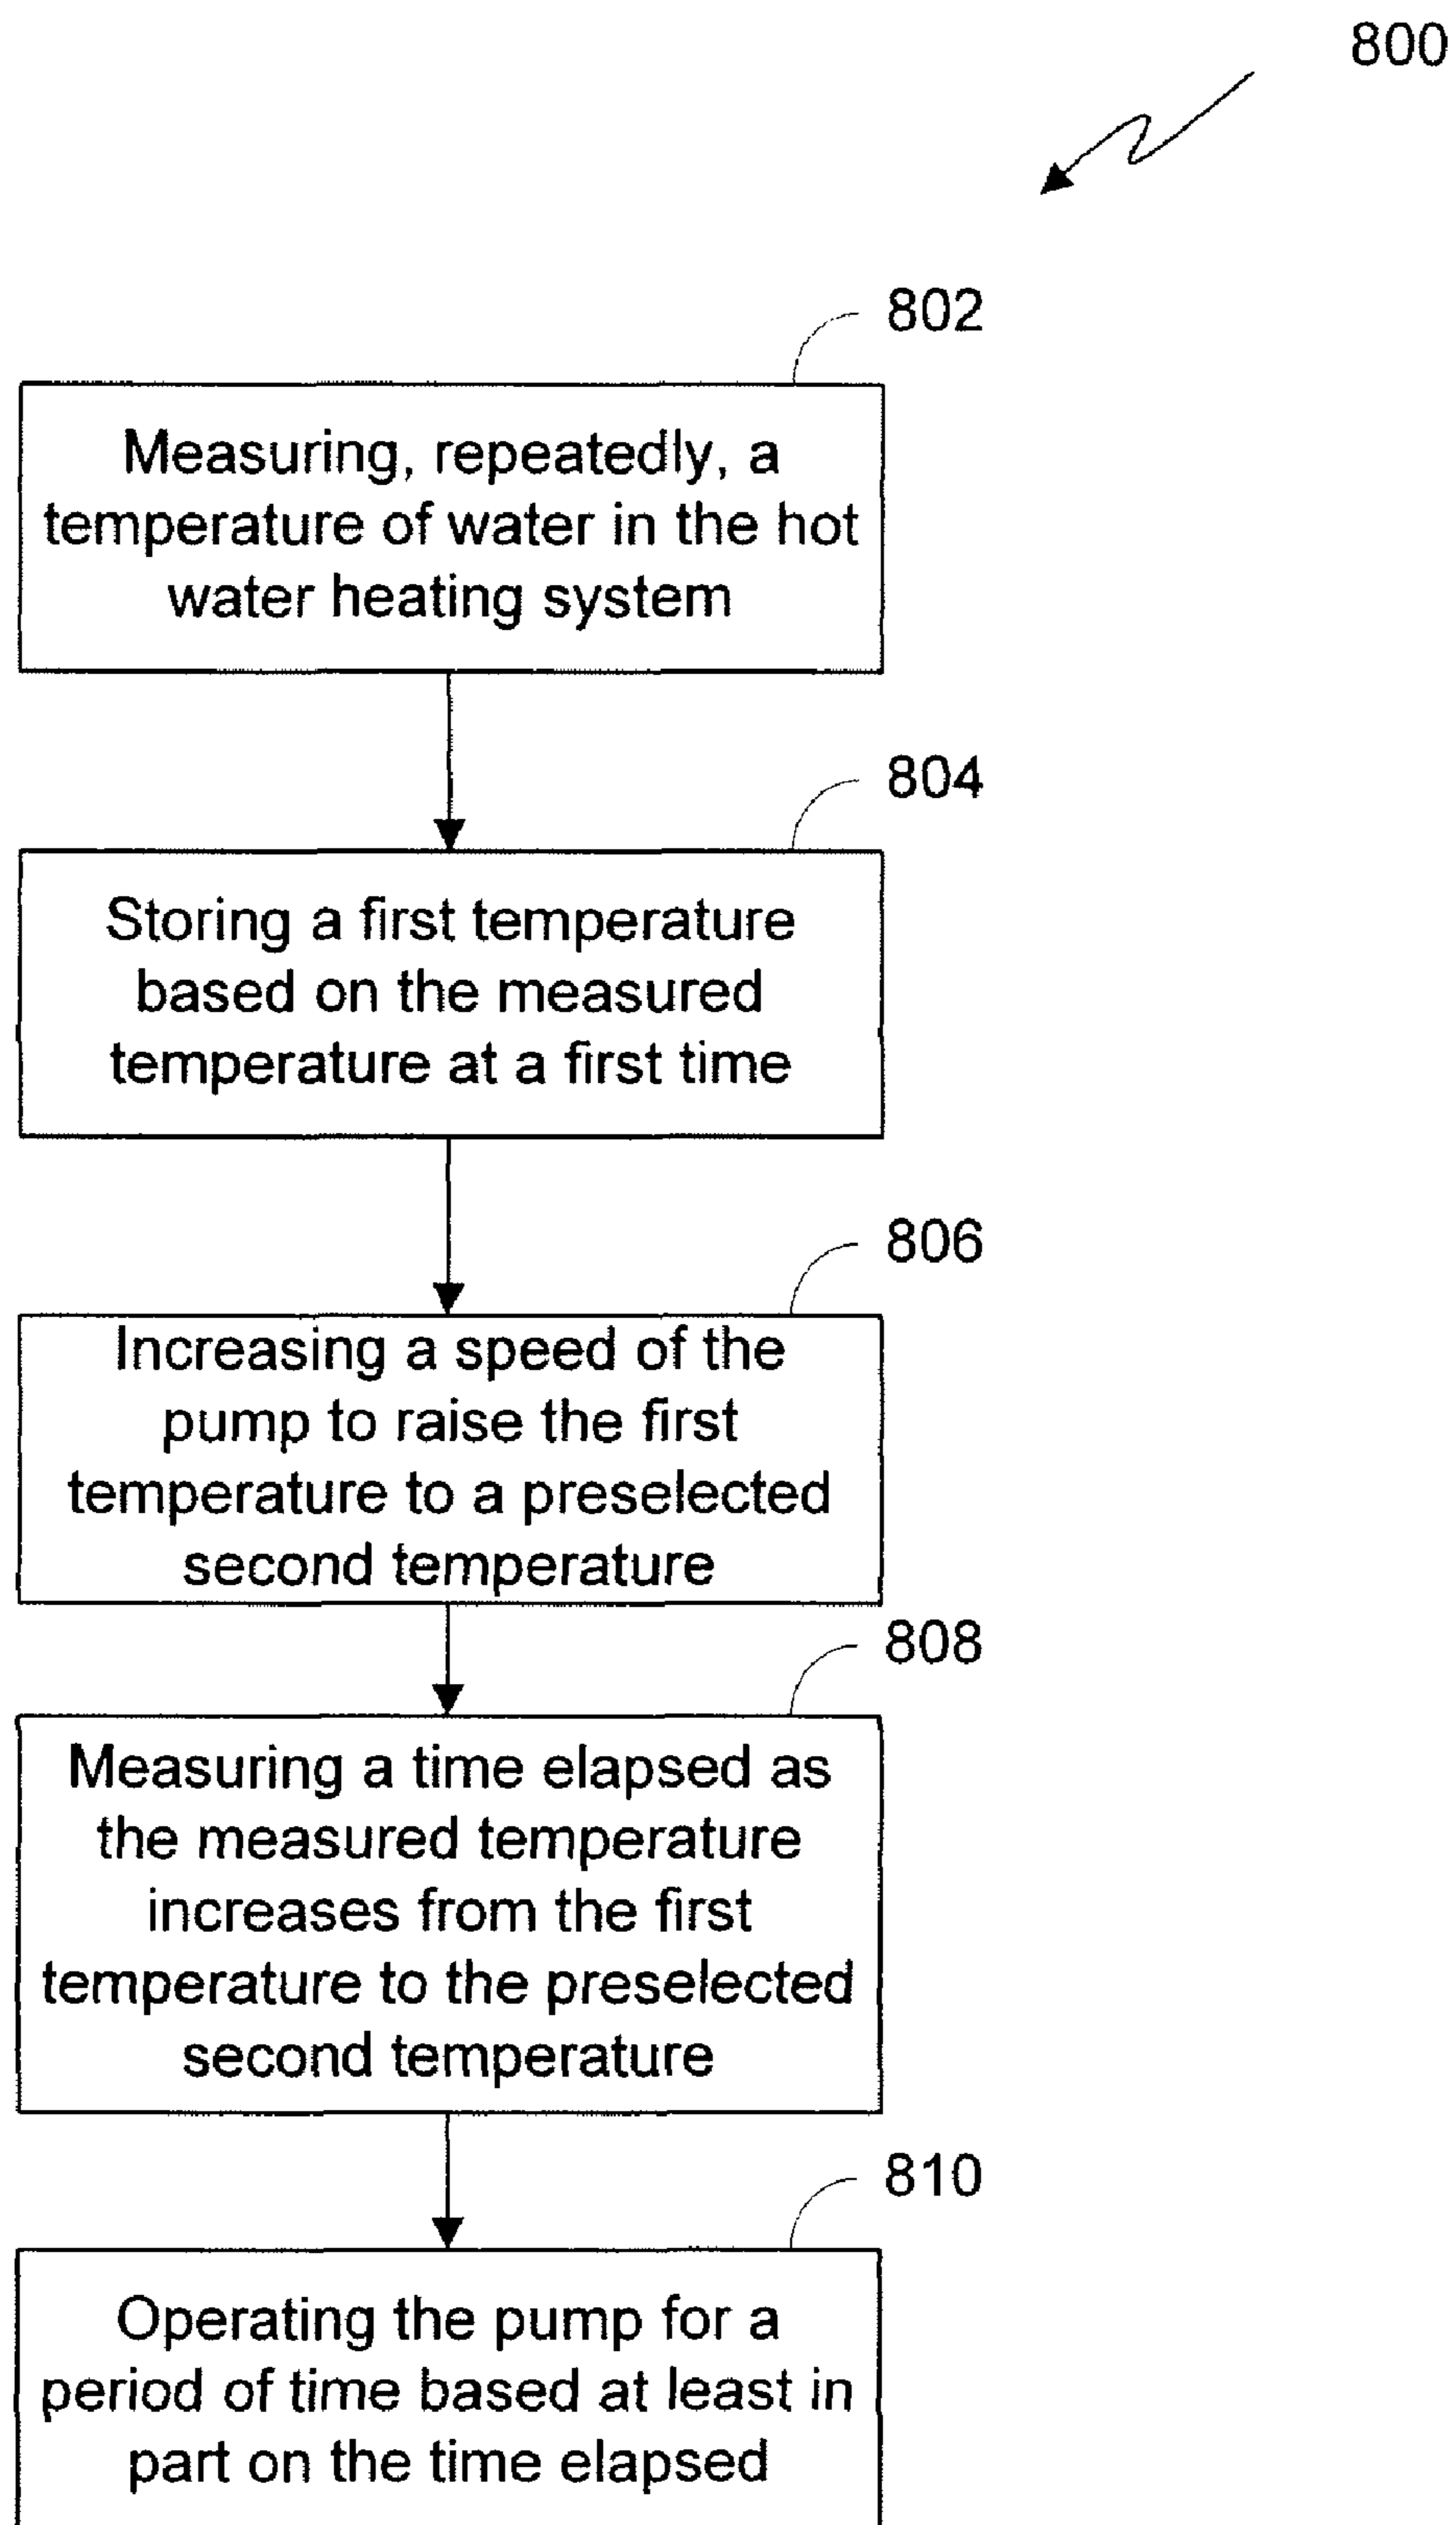 800
802
Measuring, repeatedly, a
temperature of water in the hot
water heating system
804
Storing a first temperature
based on the measured
temperature at a first time
806
Increasing a speed of the
pump to raise the first
temperature to a preselected
second temperature
808
Measuring a time elapsed as
the measured temperature
increases from the first
temperature to the preselected
second temperature
810
Operating the pump for a
period of time based at least in
part on the time elapsed